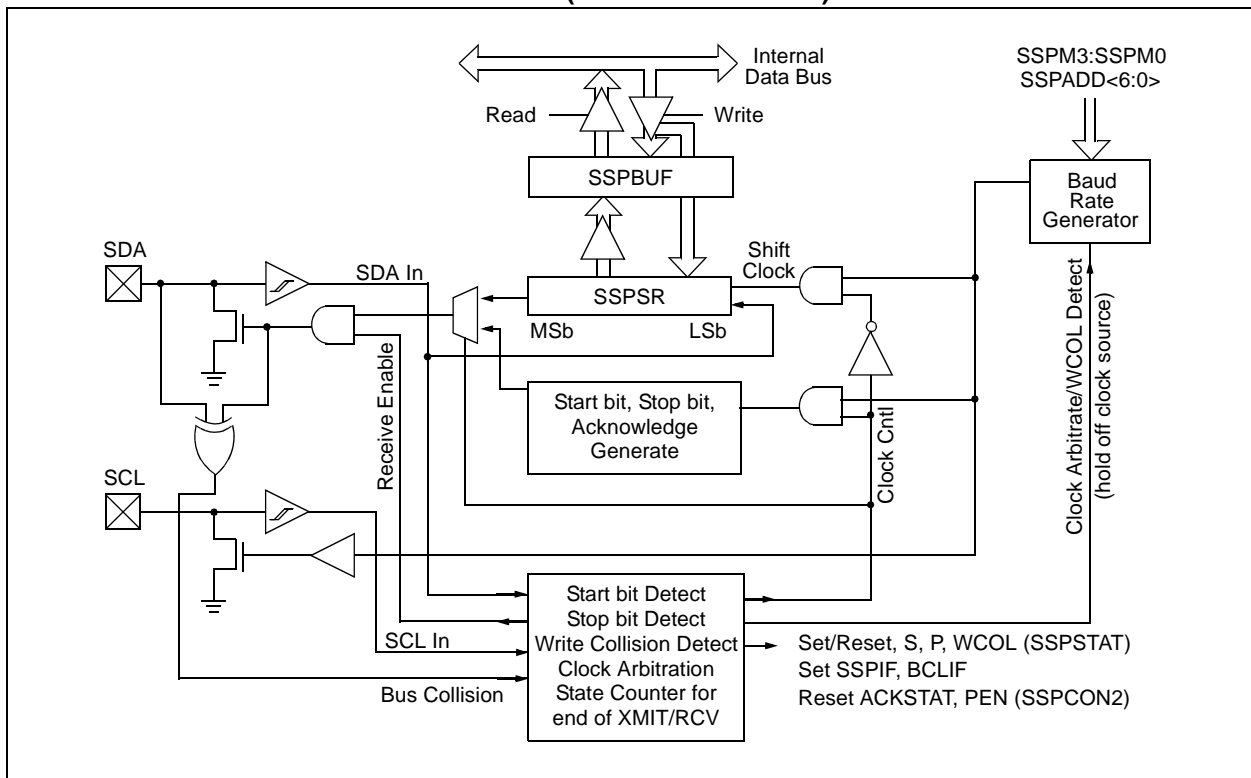 Internal
Data Bus
SSPM3:SSPM0
SSPADD<6:0>
Read
Write
SSPBUF
Baud
Rate
Generator
SDA
SDA In
Shift
Clock
SSPSR
MSb
LSb
Receive Enable
Start bit, Stop bit,
Acknowledge
Generate
Clock Cntl
Clock Arbitrate/WCOL Detect
(hold off clock source)
SCL
SCL In
Bus Collision
Start bit Detect
Stop bit Detect
Write Collision Detect
Clock Arbitration
State Counter for
end of XMIT/RCV
Set/Reset, S, P, WCOL (SSPSTAT)
Set SSPIF, BCLIF
Reset ACKSTAT, PEN (SSPCON2)